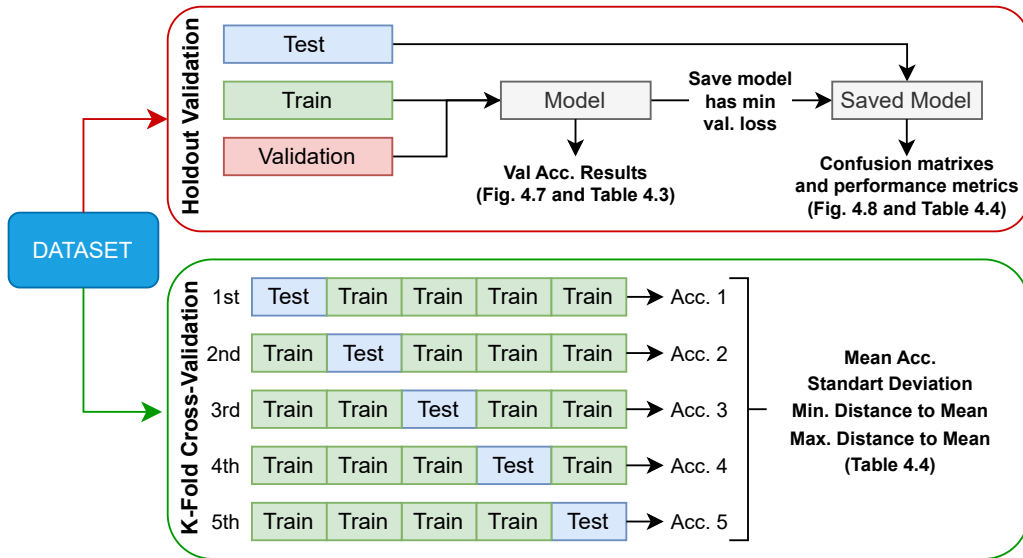 DATASET
Holdout Validation
Test
Train
Validation
Model
Save model
has min
val. loss
Saved Model
Val Acc. Results
(Fig. 4.7 and Table 4.3)
Confusion matrixes
and performance metrics
(Fig. 4.8 and Table 4.4)
K-Fold Cross-Validation
1st Test Train Train Train Train Acc. 1
2nd Train Test Train Train Train Acc. 2
3rd Train Train Test Train Train Acc. 3
4th Train Train Train Test Train Acc. 4
5th Train Train Train Train Test Acc. 5
Mean Acc.
Standart Deviation
Min. Distance to Mean
Max. Distance to Mean
(Table 4.4)